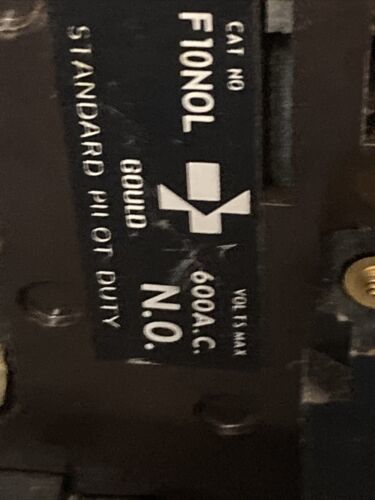 CAT NO
F10NOL
GOULD
STANDARD PILOT DUTY
VOLTS MAX
600A.C.
N.O.